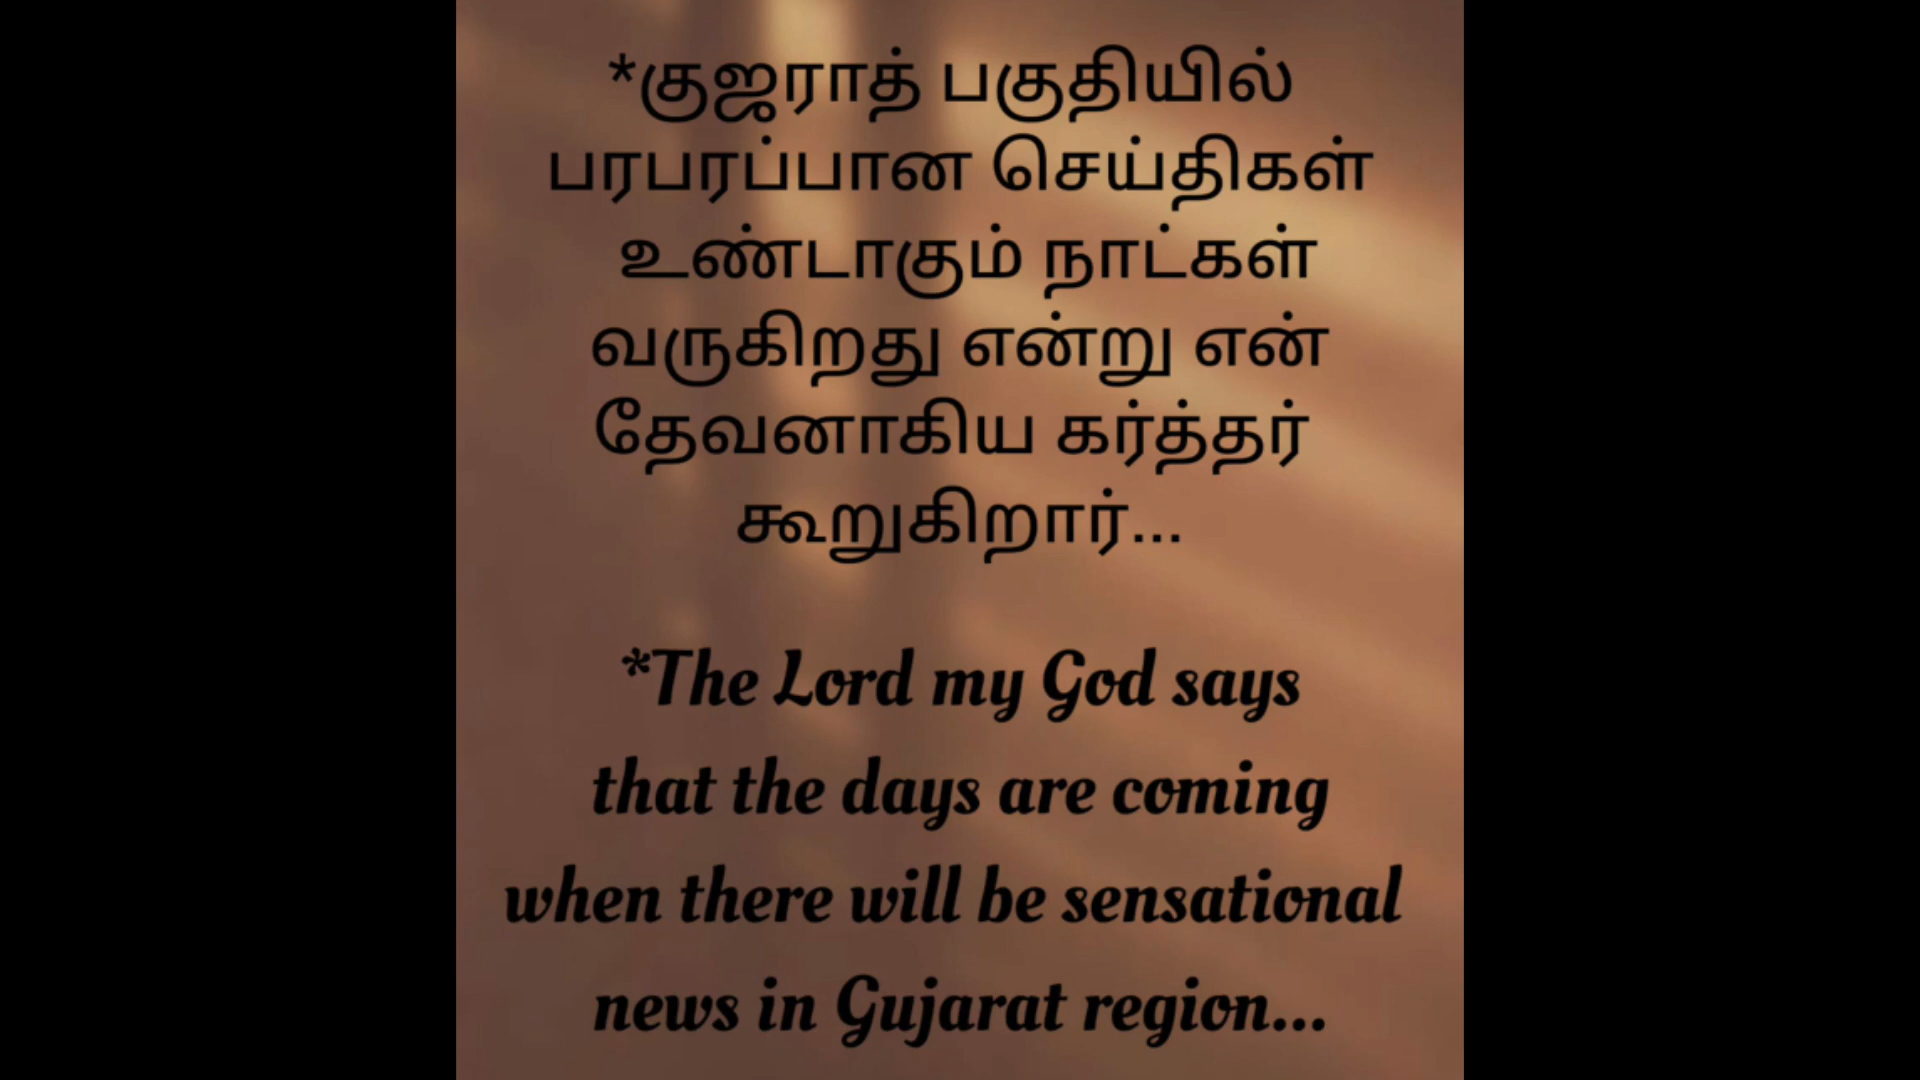 *குஜராத் பகுதியில்
பரபரப்பான செய்திகள்
உண்டாகும் நாட்கள்
வருகிறது என்று என்
தேவனாகிய கர்த்தர்
கூறுகிறார்...
*The Lord my God says
that the days are coming
when there will be sensational
news in Gujarat region...